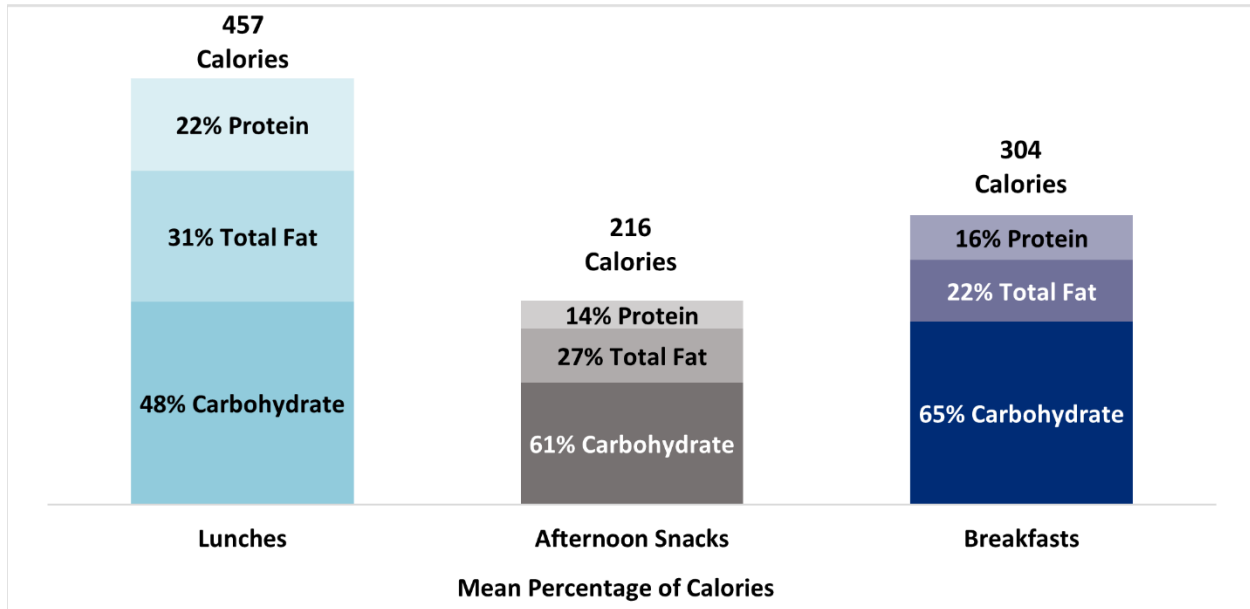 457
Calories
22% Protein
31% Total Fat
48% Carbohydrate
216
Calories
14% Protein
27% Total Fat
61% Carbohydrate
304
Calories
16% Protein
22% Total Fat
65% Carbohydrate
Lunches
Afternoon Snacks
Breakfasts
Mean Percentage of Calories